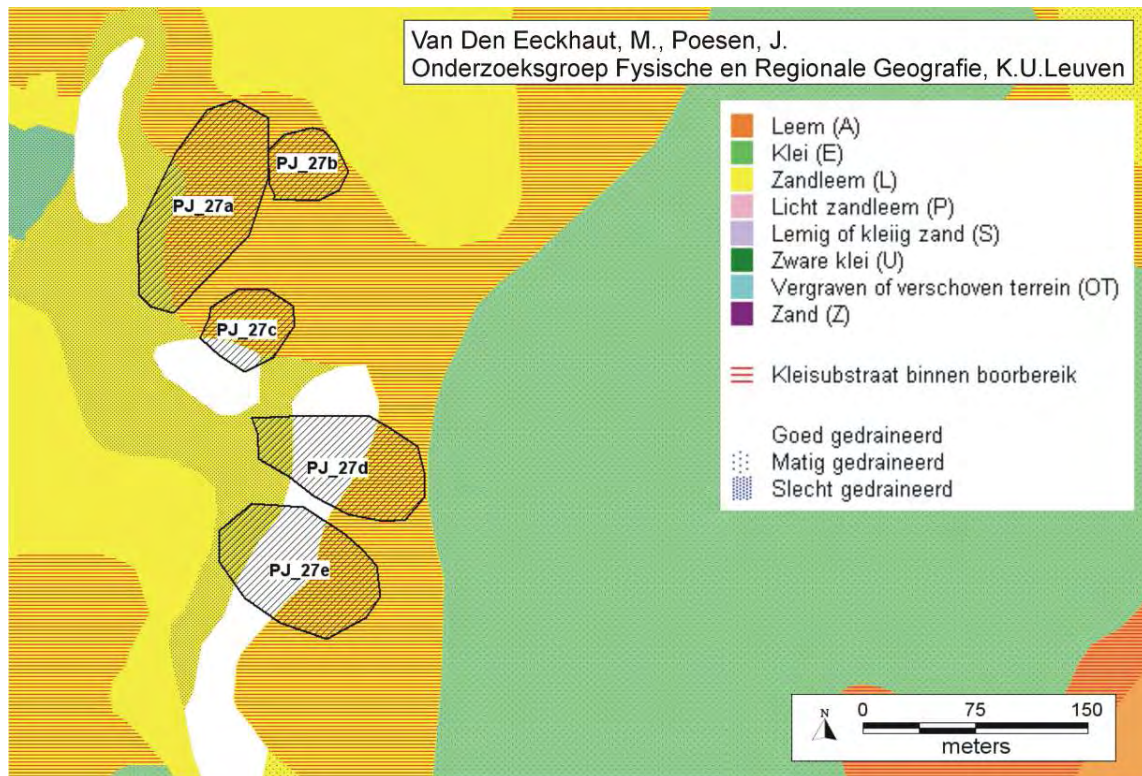 Van Den Eeckhaut, M., Poesen, J.
Onderzoeksgroep Fysische en Regionale Geografie, K.U.Leuven
Leem (A)
Klei (E)
Zandleem (L)
Licht zandleem (P)
Lemig of kleiig zand (S)
Zware klei (U)
Vergraven of verschoven terrein (OT)
Zand (Z)
Kleisubstraat binnen boorbereik
Goed gedraineerd
Matig gedraineerd
Slecht gedraineerd
PJ_27b
PJ_27a
PJ_27c
PJ_27d
PJ_27e
N
0 75 150
meters